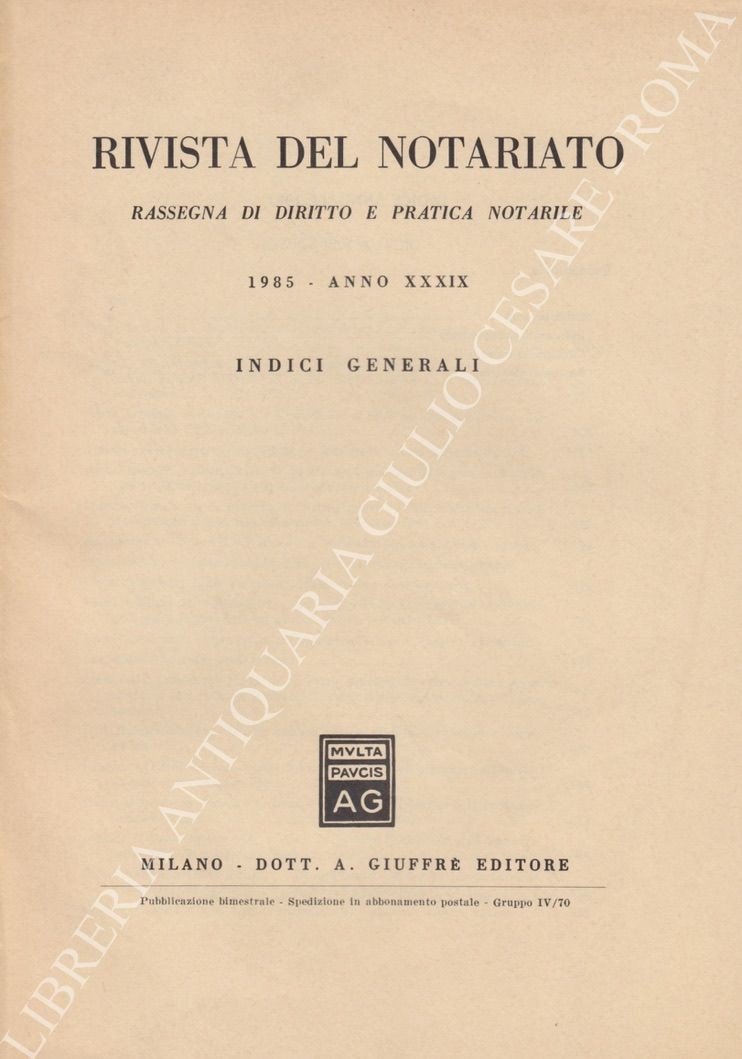 RIVISTA DEL NOTARIATO
RASSEGNA DI DIRITTO E PRATICA NOTARILE
1985 - ANNO XXXIX
INDICI GENERALI
MVLTA
PAVCIS
AG
MILANO - DOTT. A. GIUFFRÈ EDITORE
Pubblicazione bimestrale - Spedizione in abbonamento postale - Gruppo IV/70
LIBRERIA ANTIQUARIA GIULIO CESARE - ROMA